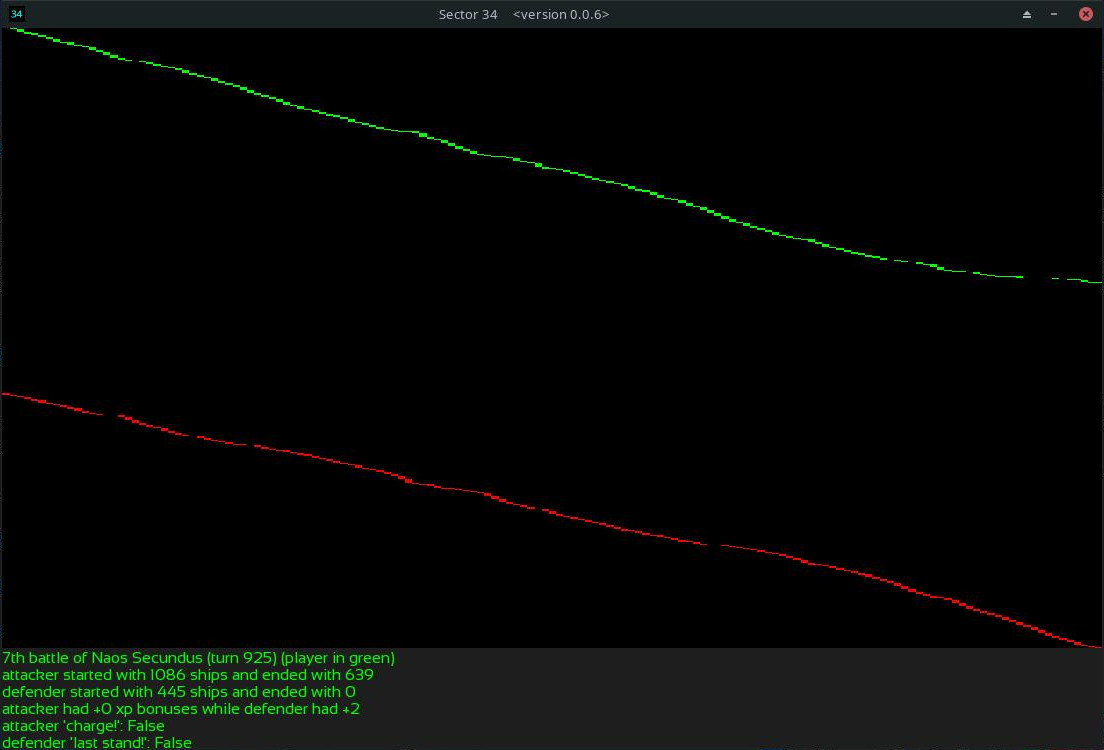 34
Sector 34 <version 0.0.6>
7th battle of Naos Secundus (turn 925) (player in green)
attacker started with 1086 ships and ended with 639
defender started with 445 ships and ended with 0
attacker had +0 xp bonuses while defender had +2
attacker 'charge!': False
defender 'last stand!': False